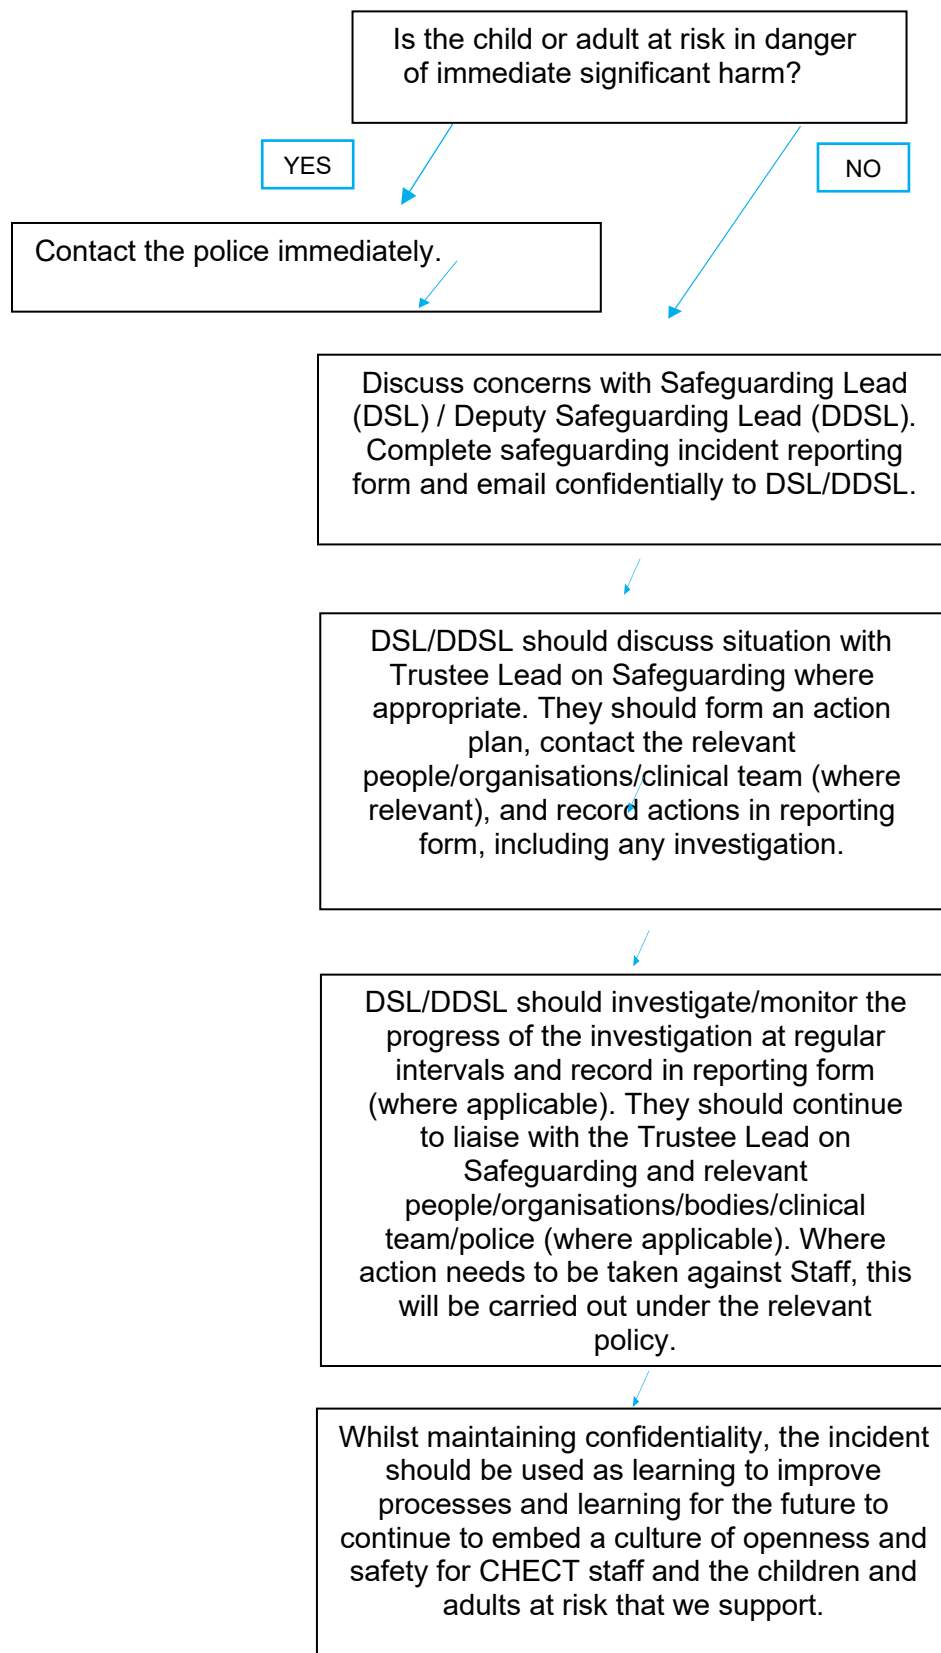 Is the child or adult at risk in danger
of immediate significant harm?
YES
NO
Contact the police immediately.
Discuss concerns with Safeguarding Lead
(DSL) / Deputy Safeguarding Lead (DDSL).
Complete safeguarding incident reporting
form and email confidentially to DSL/DDSL.
DSL/DDSL should discuss situation with
Trustee Lead on Safeguarding where
appropriate. They should form an action
plan, contact the relevant
people/organisations/clinical team (where
relevant), and record actions in reporting
form, including any investigation.
DSL/DDSL should investigate/monitor the
progress of the investigation at regular
intervals and record in reporting form
(where applicable). They should continue
to liaise with the Trustee Lead on
Safeguarding and relevant
people/organisations/bodies/clinical
team/police (where applicable). Where
action needs to be taken against Staff, this
will be carried out under the relevant
policy.
Whilst maintaining confidentiality, the incident
should be used as learning to improve
processes and learning for the future to
continue to embed a culture of openness and
safety for CHECT staff and the children and
adults at risk that we support.